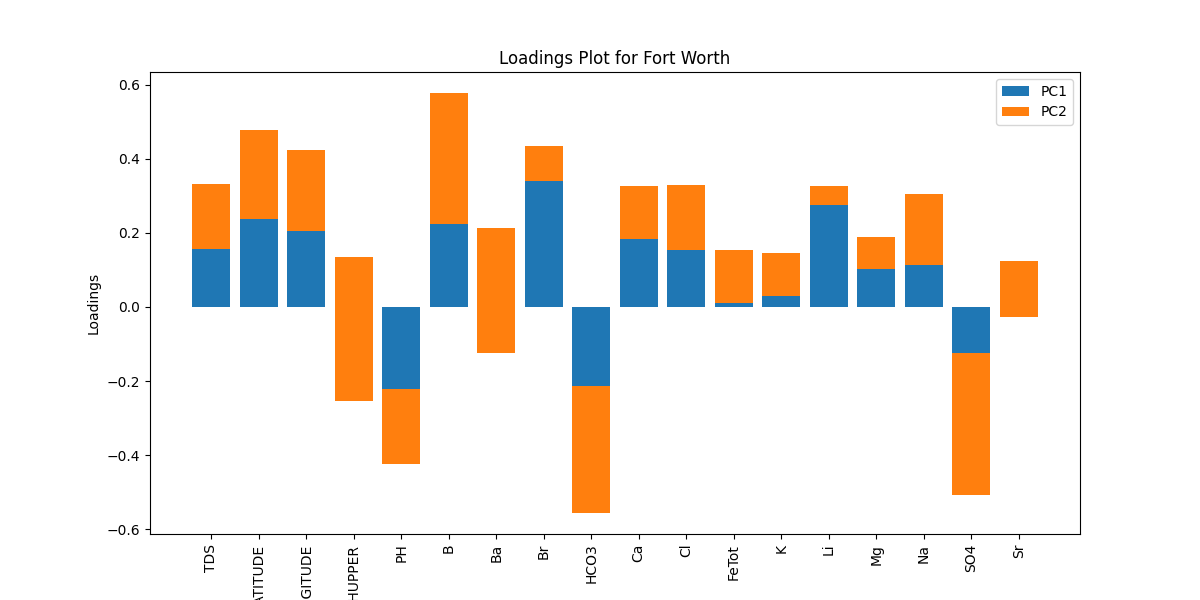 Loadings Plot for Fort Worth
PC1
PC2
Loadings
0.6
0.4
0.2
0.0
−0.2
−0.4
−0.6
TDS
ATITUDE
GITUDE
HUPPER
PH
B
Ba
Br
HCO3
Ca
Cl
FeTot
K
Li
Mg
Na
SO4
Sr